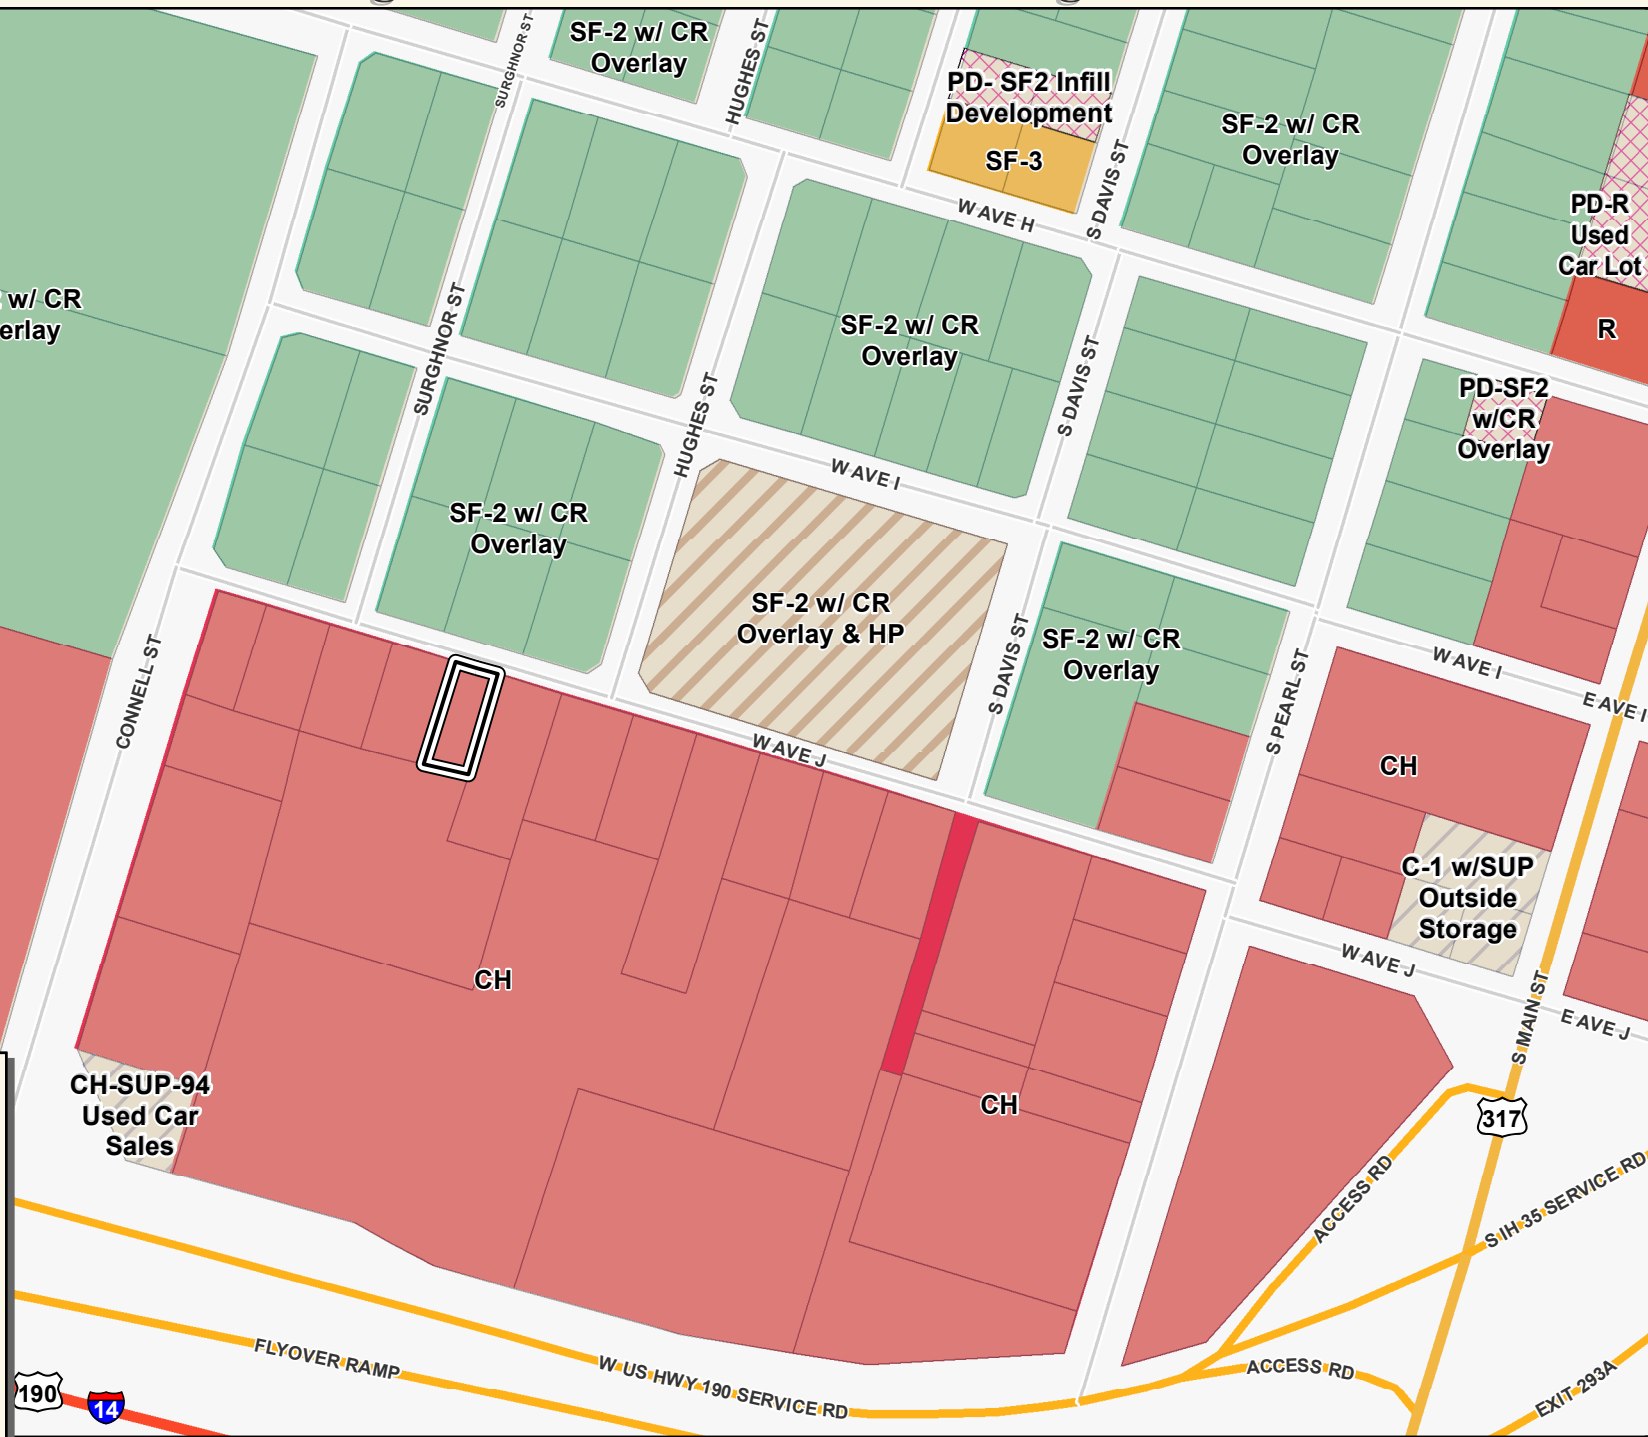 SURGHNOR ST
SF-2 w/ CR
Overlay
HUGHES ST
PD- SF2 Infill
Development
SF-3
SF-2 w/ CR
Overlay
S DAVIS ST
W AVE H
PD-R
Used
Car Lot
R
w/ CR
erlay
SURGHNOR ST
SF-2 w/ CR
Overlay
S DAVIS ST
HUGHES ST
PD-SF2
w/CR
Overlay
W AVE I
SF-2 w/ CR
Overlay
SF-2 w/ CR
Overlay & HP
S DAVIS ST
SF-2 w/ CR
Overlay
S PEARL ST
W AVE I
E AVE I
CONNELL ST
W AVE J
CH
C-1 w/SUP
Outside
Storage
W AVE J
S MAIN ST
E AVE J
CH
CH
CH-SUP-94
Used Car
Sales
317
ACCESS RD
S IH 35 SERVICE RD
FLYOVER RAMP
W US HWY 190 SERVICE RD
ACCESS RD
EXIT 293A
190
14